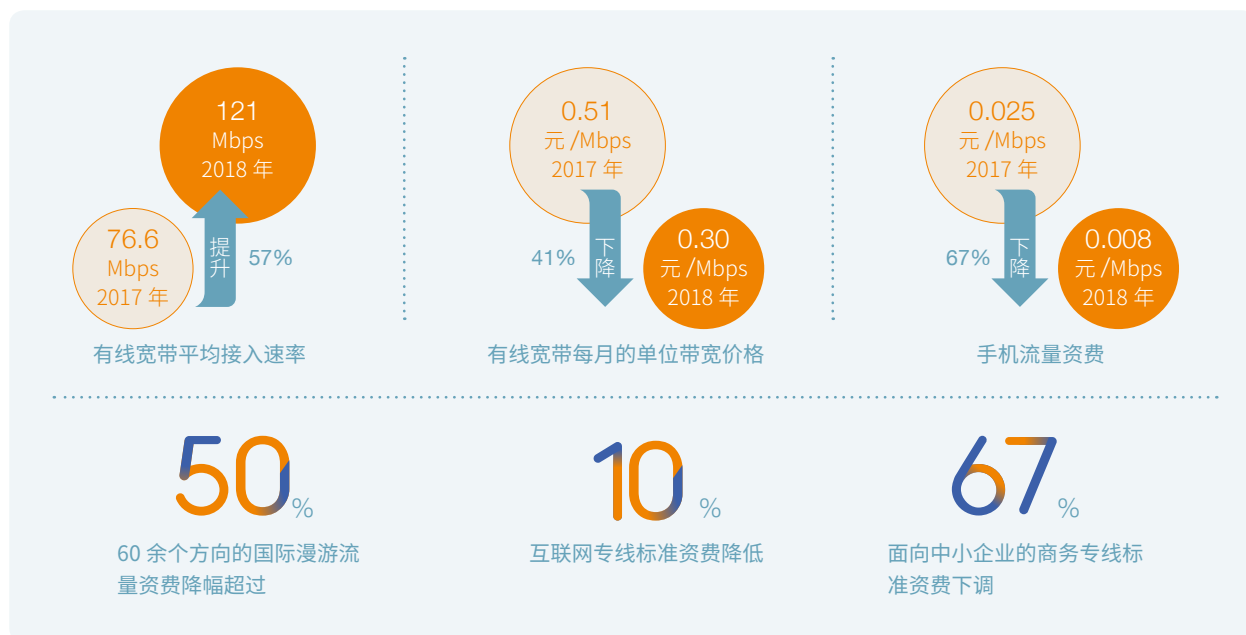 121
Mbps
2018 年
76.6
Mbps
2017 年
提升
57%
有线宽带平均接入速率
0.51
元 /Mbps
2017 年
41%
下降
0.30
元 /Mbps
2018 年
有线宽带每月的单位带宽价格
0.025
元 /Mbps
2017 年
67%
下降
0.008
元 /Mbps
2018 年
手机流量资费
50%
60 余个方向的国际漫游流
量资费降幅超过
10%
互联网专线标准资费降低
67%
面向中小企业的商务专线标
准资费下调